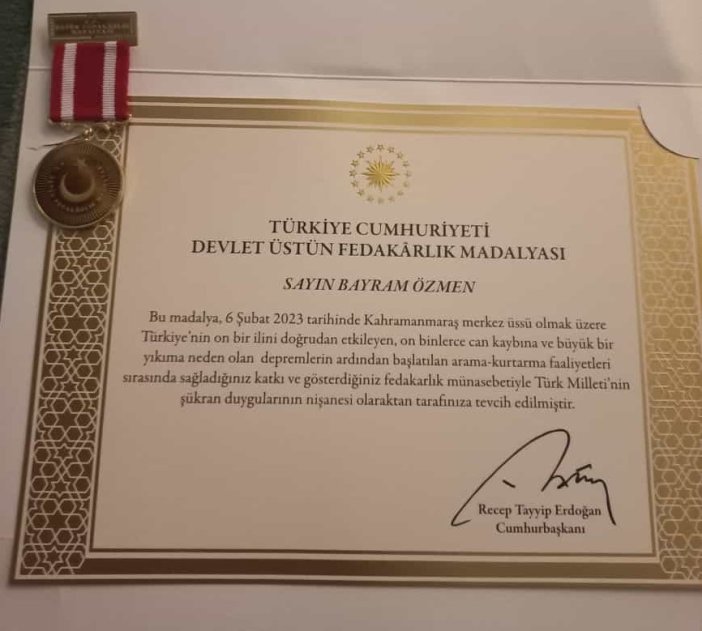 TÜRKİYE CUMHURİYETİ
DEVLET ÜSTÜN FEDAKÂRLIK MADALYASI
SAYIN BAYRAM ÖZMEN
Bu madalya, 6 Şubat 2023 tarihinde Kahramanmaraş merkez üssü olmak üzere
Türkiye’nin on bir ilini doğrudan etkileyen, on binlerce can kaybına ve büyük bir
yıkıma neden olan depremlerin ardından başlatılan arama-kurtarma faaliyetleri
sırasında sağladığınız katkı ve gösterdiğiniz fedakarlık münasebetiyle Türk Milleti’nin
şükran duygularının nişanesi olaraktan tarafınıza tevcih edilmiştir.
Recep Tayyip Erdoğan
Cumhurbaşkanı